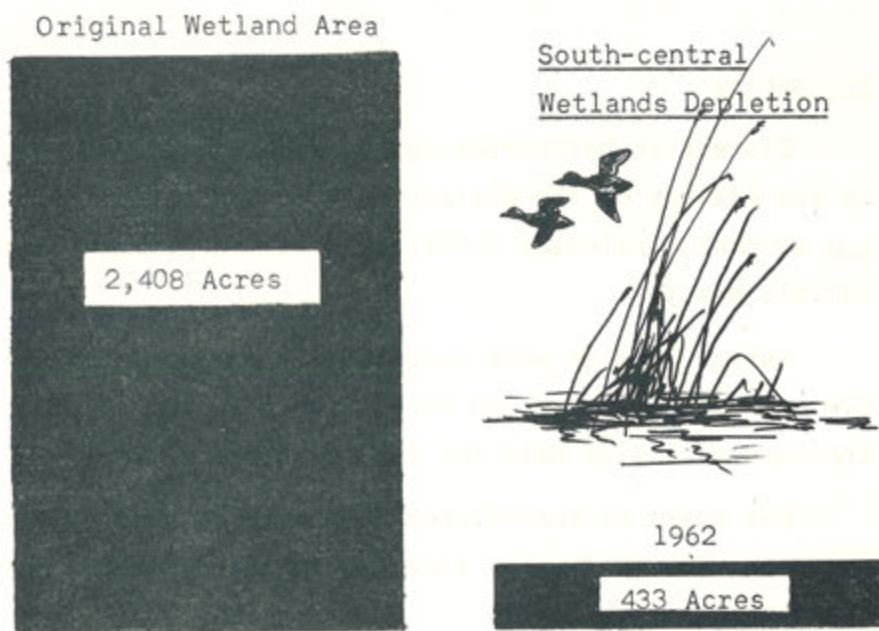 Original Wetland Area
South-central
Wetlands Depletion
2,408 Acres
1962
433 Acres